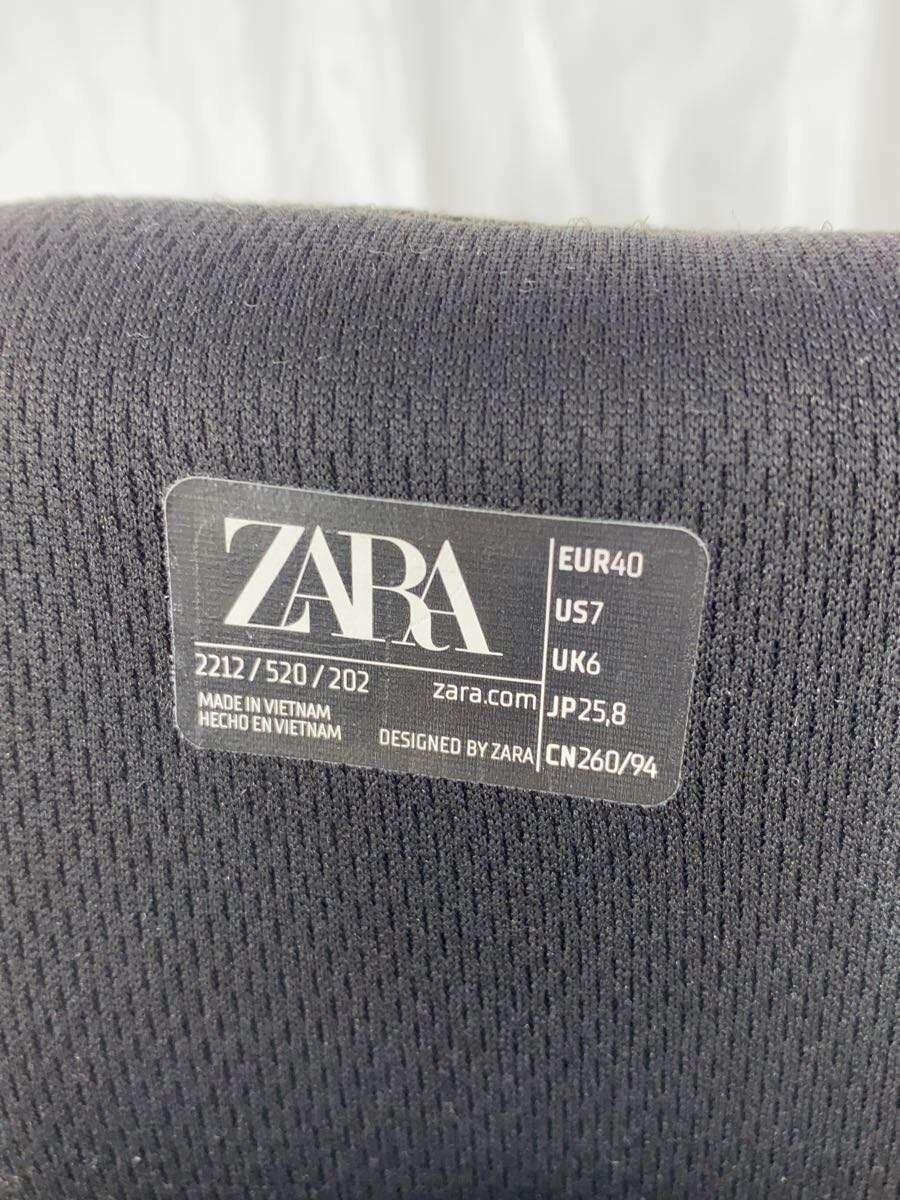 ZARA
2212/520/202
zara.com
MADE IN VIETNAM
HECHO EN VIETNAM
DESIGNED BY ZARA
EUR40
US7
UK6
JP25,8
CN260/94